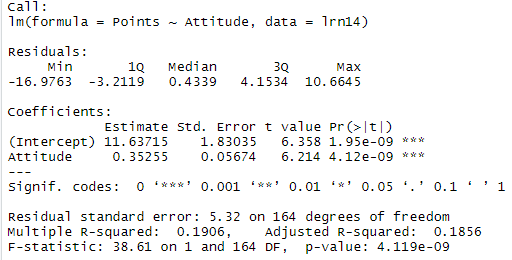 Call:
lm(formula = Points ~ Attitude, data = lrn14)
Residuals:
Min 1Q Median 3Q Max
-16.9763 -3.2119 0.4339 4.1534 10.6645
Coefficients:
Estimate Std. Error t value Pr(>|t|)
(Intercept) 11.63715 1.83035 6.358 1.95e-09 ***
Attitude 0.35255 0.05674 6.214 4.12e-09 ***
---
Signif. codes: 0 ‘***’ 0.001 ‘**’ 0.01 ‘*’ 0.05 ‘.’ 0.1 ‘ ’ 1
Residual standard error: 5.32 on 164 degrees of freedom
Multiple R-squared: 0.1906, Adjusted R-squared: 0.1856
F-statistic: 38.61 on 1 and 164 DF, p-value: 4.119e-09